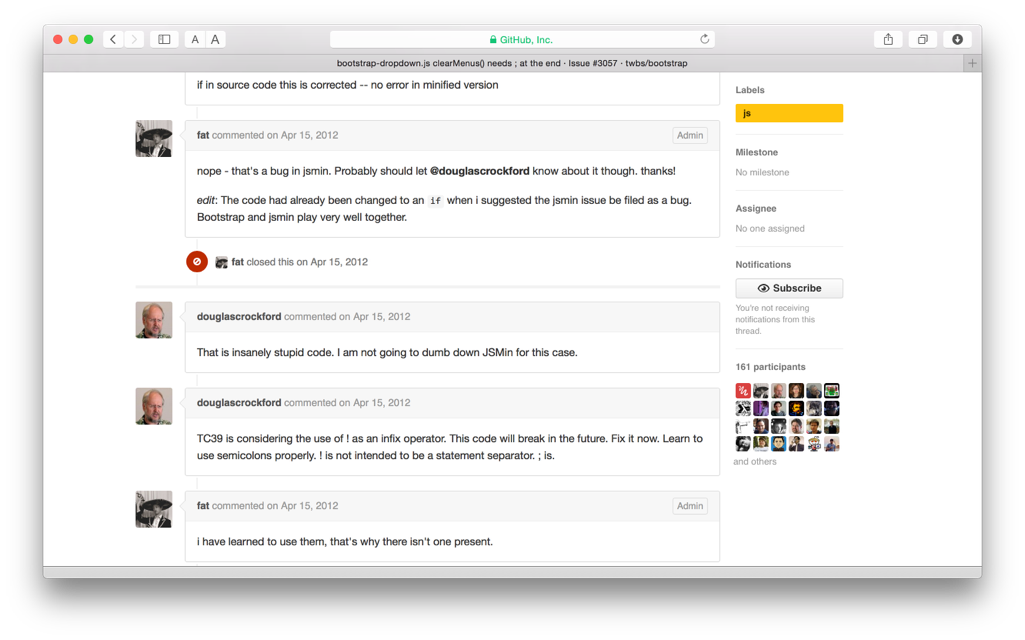 A A
GitHub, Inc.
bootstrap-dropdown.js clearMenus() needs ; at the end · Issue #3057 · twbs/bootstrap
if in source code this is corrected -- no error in minified version
fat commented on Apr 15, 2012
Admin
nope - that's a bug in jsmin. Probably should let @douglascrockford know about it though. thanks!
edit: The code had already been changed to an if when i suggested the jsmin issue be filed as a bug.
Bootstrap and jsmin play very well together.
fat closed this on Apr 15, 2012
douglascrockford commented on Apr 15, 2012
That is insanely stupid code. I am not going to dumb down JSMin for this case.
douglascrockford commented on Apr 15, 2012
TC39 is considering the use of ! as an infix operator. This code will break in the future. Fix it now. Learn to
use semicolons properly. ! is not intended to be a statement separator. ; is.
fat commented on Apr 15, 2012
Admin
i have learned to use them, that's why there isn't one present.
Labels
js
Milestone
No milestone
Assignee
No one assigned
Notifications
Subscribe
You're not receiving
notifications from this
thread.
161 participants
and others